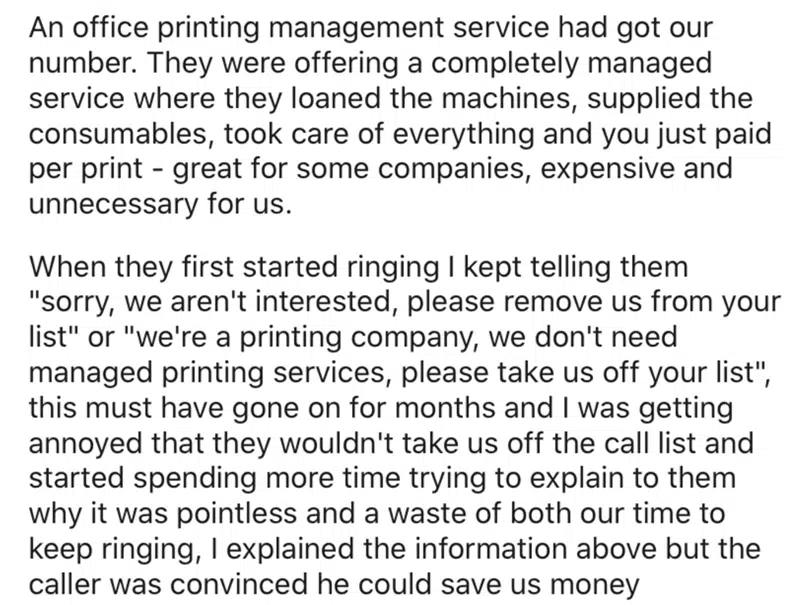 An office printing management service had got our
number. They were offering a completely managed
service where they loaned the machines, supplied the
consumables, took care of everything and you just paid
per print - great for some companies, expensive and
unnecessary for us.
When they first started ringing I kept telling them
"sorry, we aren't interested, please remove us from your
list" or "we're a printing company, we don't need
managed printing services, please take us off your list",
this must have gone on for months and I was getting
annoyed that they wouldn't take us off the call list and
started spending more time trying to explain to them
why it was pointless and a waste of both our time to
keep ringing, I explained the information above but the
caller was convinced he could save us money